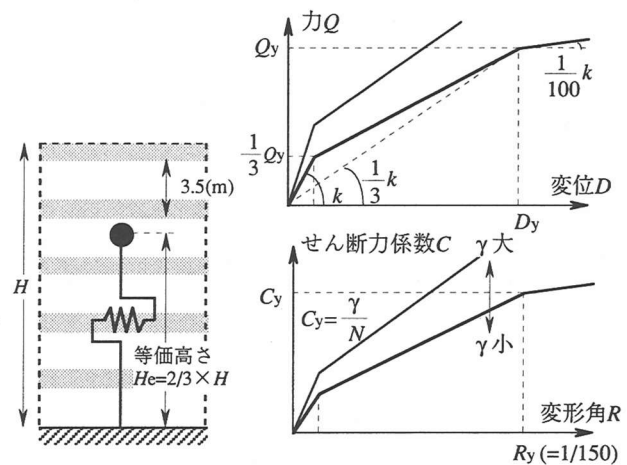 力Q
Qy
1/100 k
1/3 Qy
k
1/3 k
変位D
Dy
3.5(m)
H
等価高さ
He=2/3×H
せん断力係数C
γ 大
Cy
Cy=γ/N
γ 小
変形角R
Ry (=1/150)